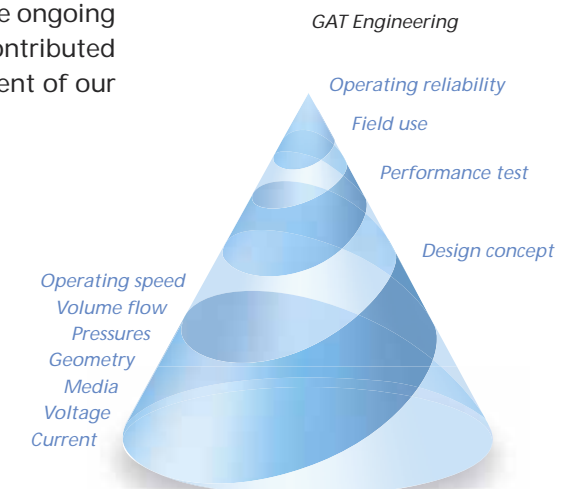 e ongoing
ontributed
ent of our
GAT Engineering
Operating reliability
Field use
Performance test
Design concept
Operating speed
Volume flow
Pressures
Geometry
Media
Voltage
Current